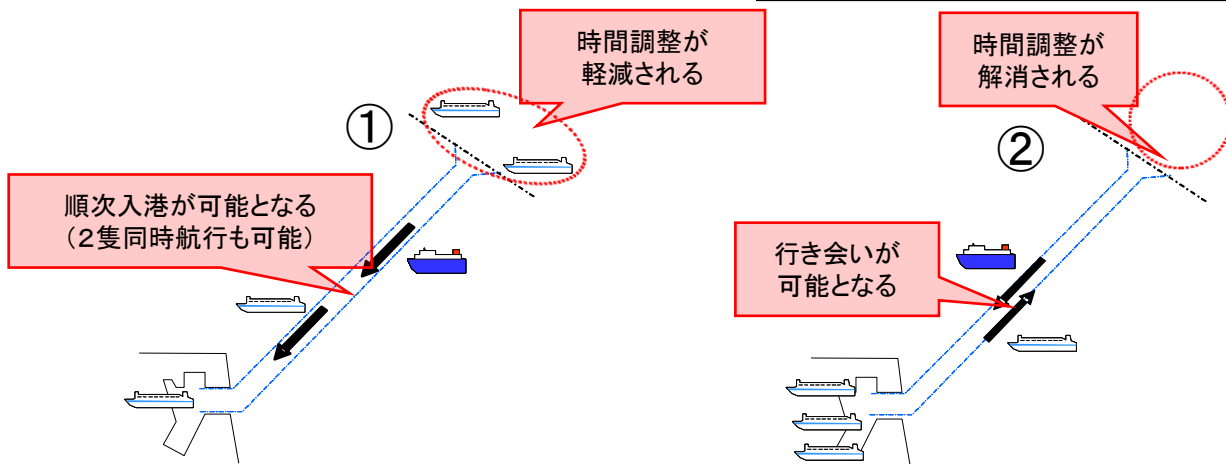 時間調整が
軽減される
①
順次入港が可能となる
(２隻同時航行も可能)
時間調整が
解消される
②
行き会いが
可能となる